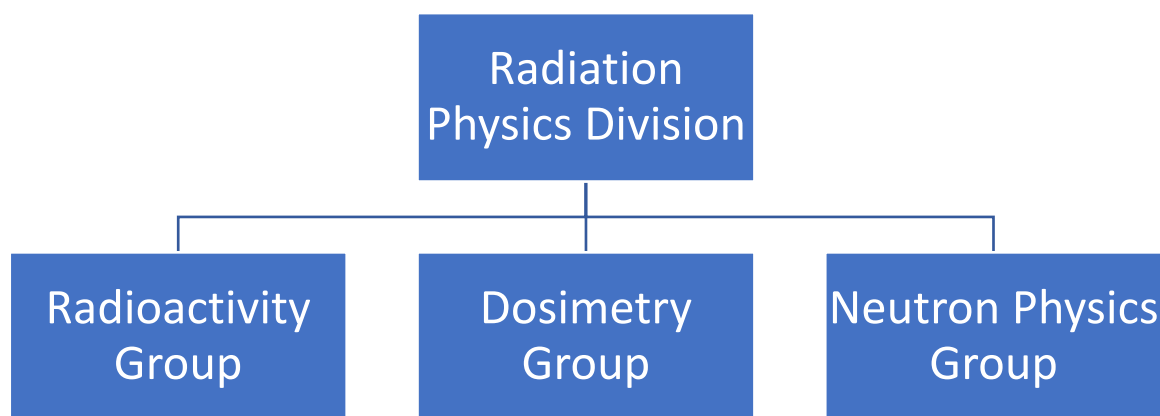 Radiation
Physics Division
Radioactivity
Group
Dosimetry
Group
Neutron Physics
Group